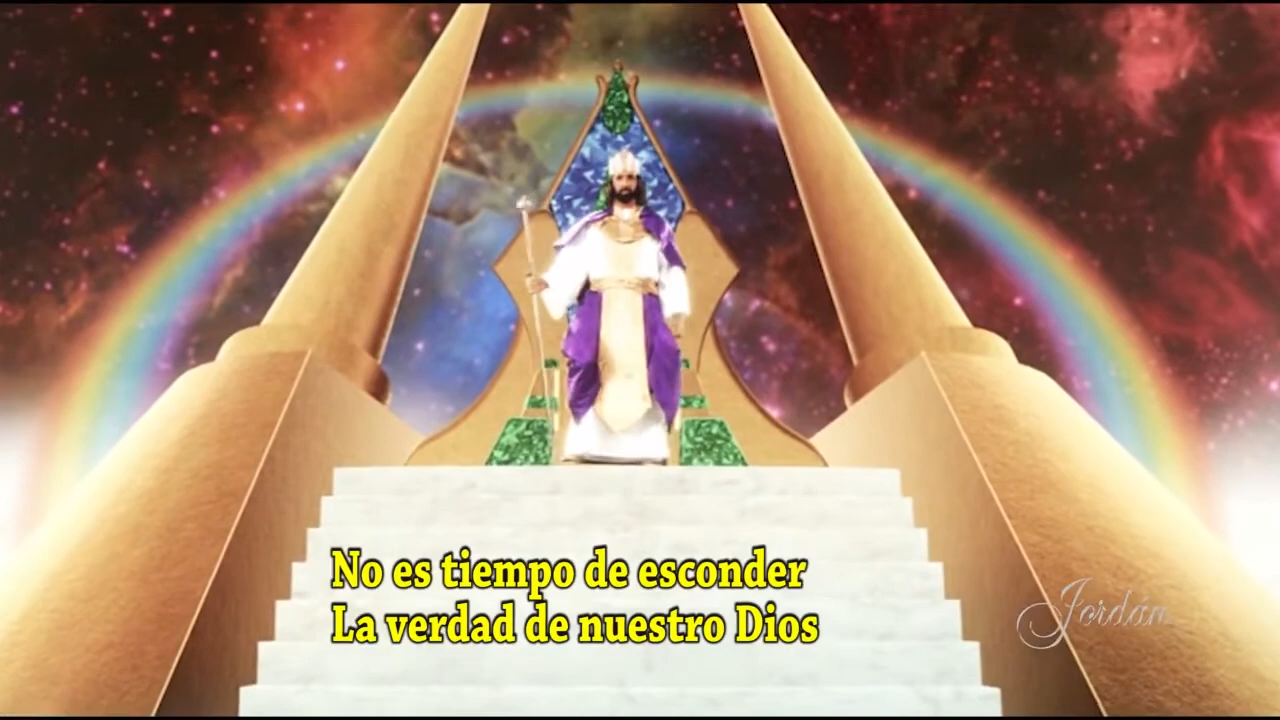 No es tiempo de esconder
La verdad de nuestro Dios
Jordán